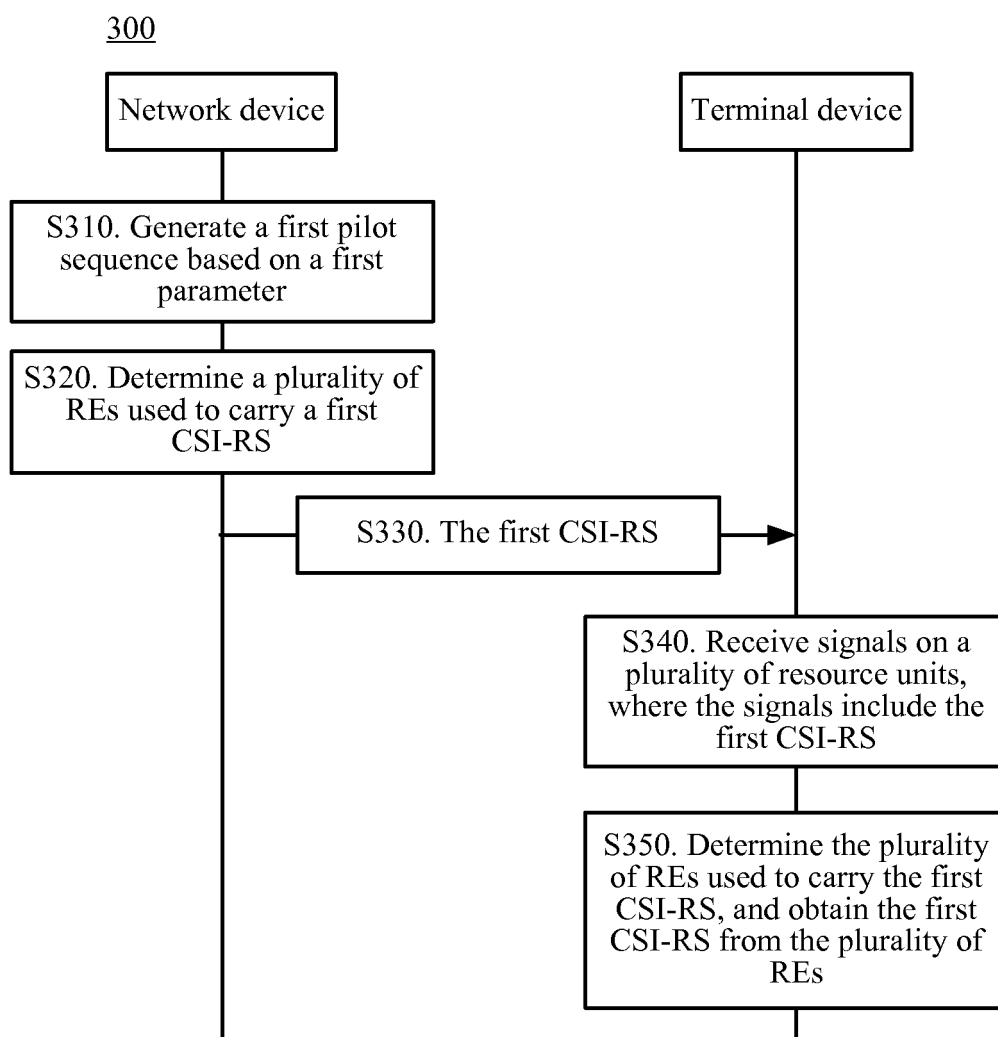 300
Network device
Terminal device
S310. Generate a first pilot
sequence based on a first
parameter
S320. Determine a plurality of
REs used to carry a first
CSI-RS
S330. The first CSI-RS
S340. Receive signals on a
plurality of resource units,
where the signals include the
first CSI-RS
S350. Determine the plurality
of REs used to carry the first
CSI-RS, and obtain the first
CSI-RS from the plurality of
REs